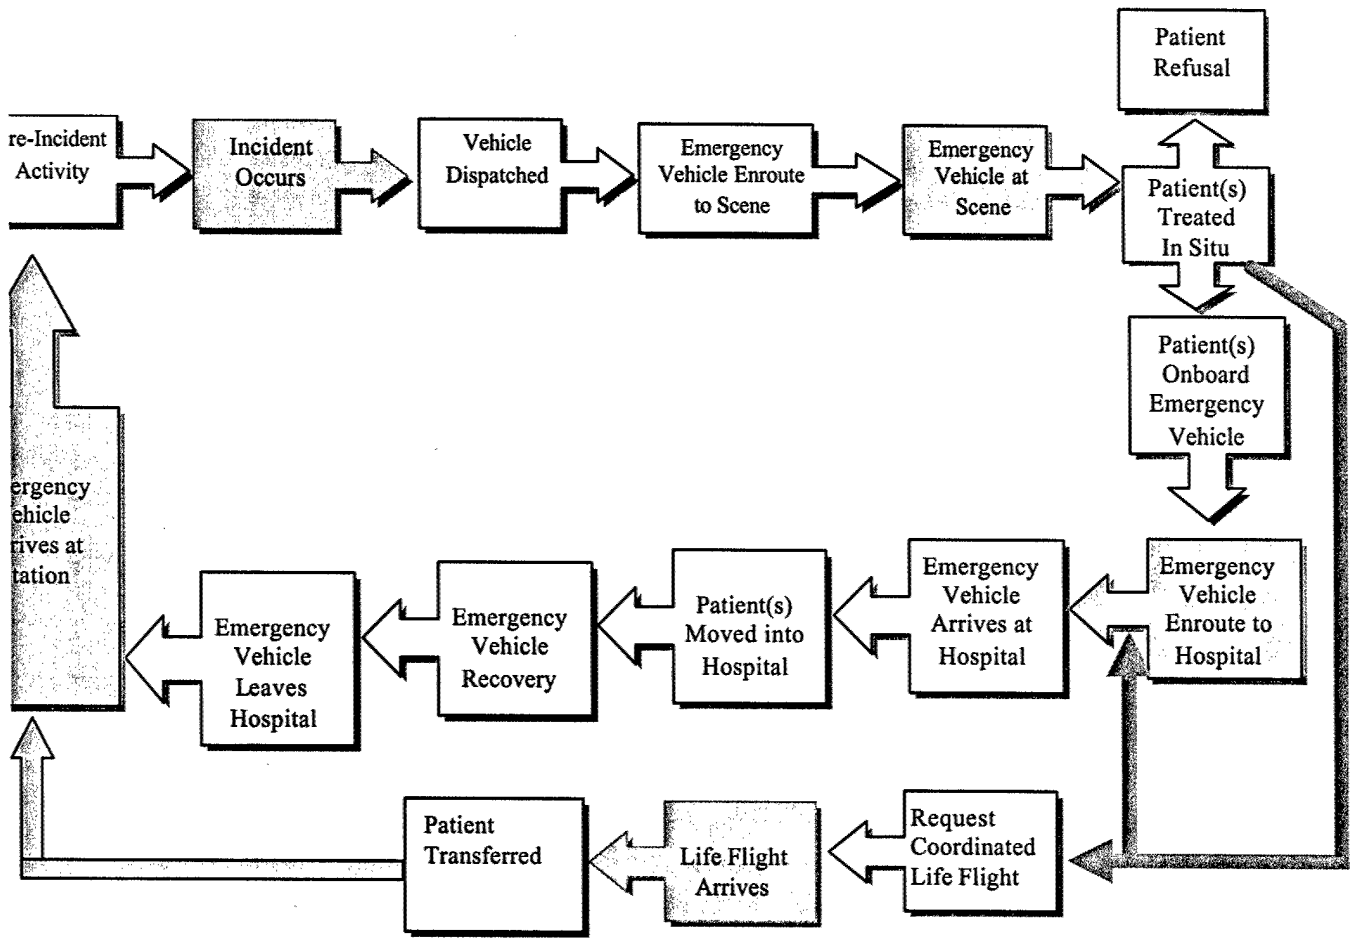 Patient
Refusal
re-Incident
Activity
Incident
Occurs
Vehicle
Dispatched
Emergency
Vehicle Enroute
to Scene
Emergency
Vehicle at
Scene
Patient(s)
Treated
In Situ
Patient(s)
Onboard
Emergency
Vehicle
Emergency
Vehicle
Enroute to
Hospital
Emergency
Vehicle
Arrives at
Hospital
Patient(s)
Moved into
Hospital
Emergency
Vehicle
Recovery
Emergency
Vehicle
Leaves
Hospital
ergency
ehicle
rives at
tation
Request
Coordinated
Life Flight
Life Flight
Arrives
Patient
Transferred